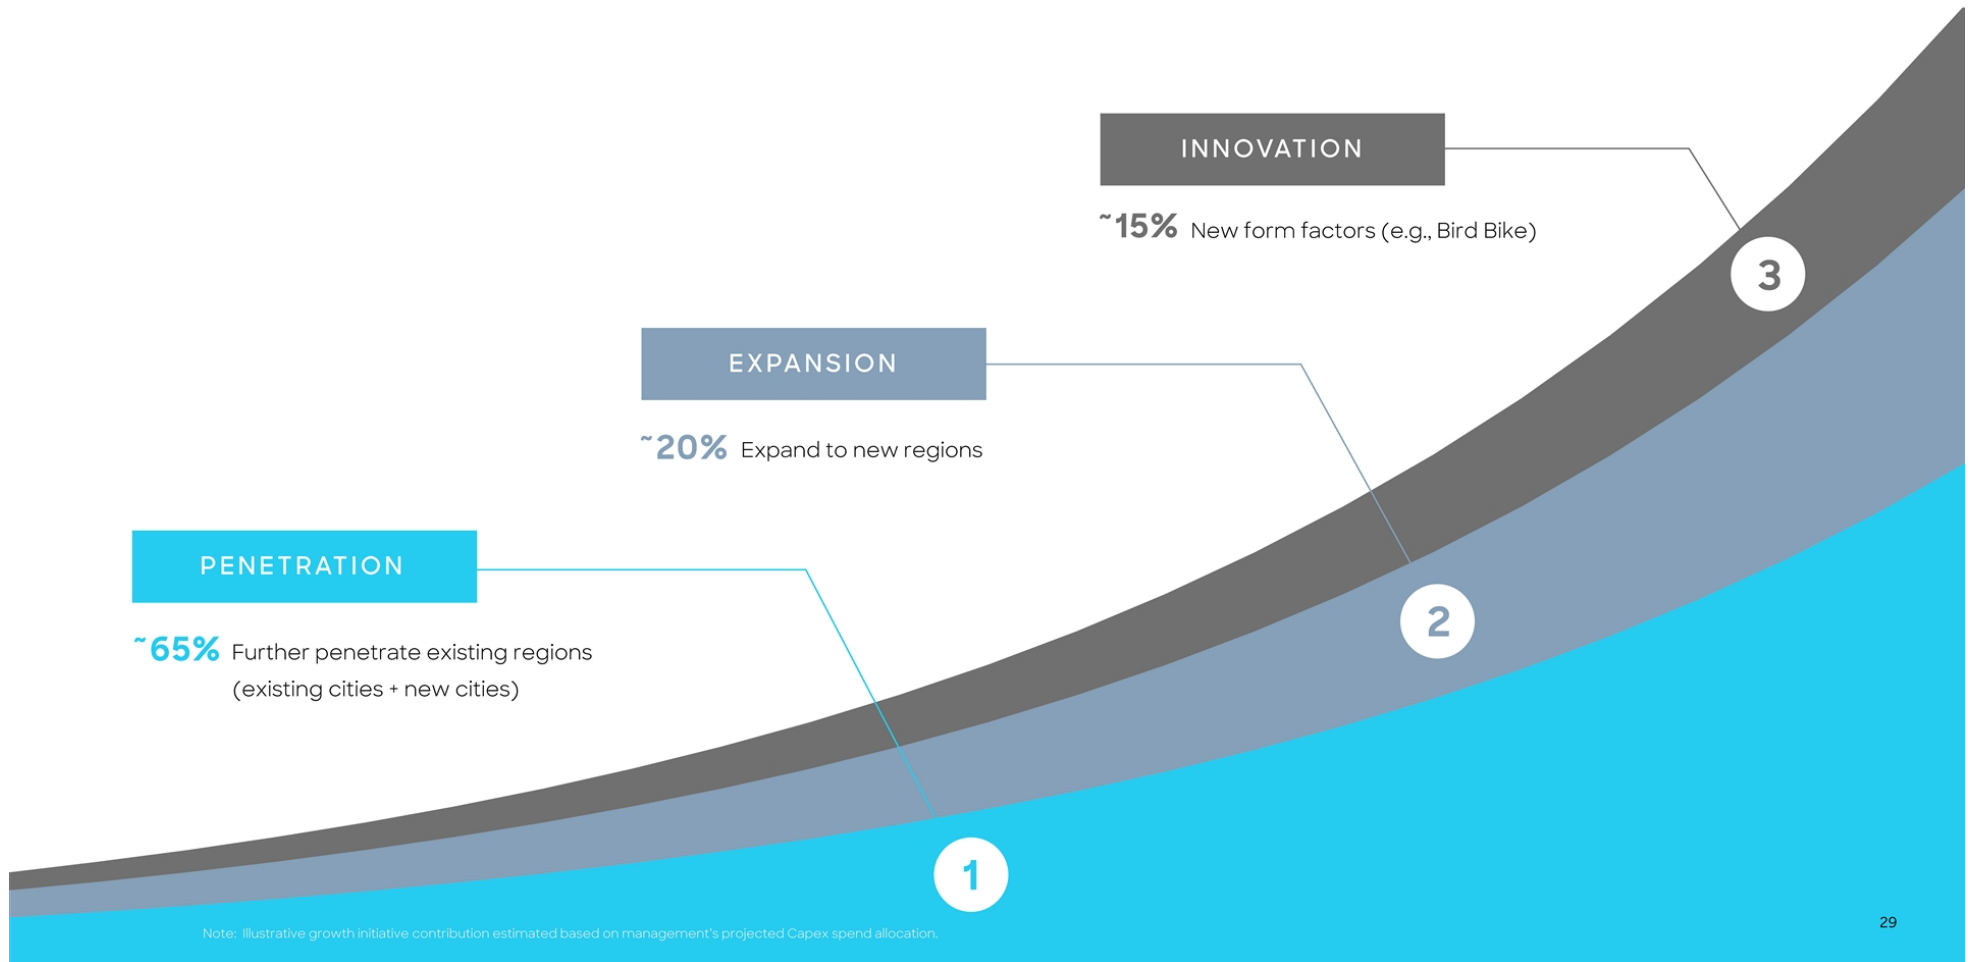 INNOVATION
~15% New form factors (e.g., Bird Bike)
3
EXPANSION
~20% Expand to new regions
PENETRATION
2
~65% Further penetrate existing regions
(existing cities + new cities)
1
Note: Illustrative growth initiative contribution estimated based on management's projected Capex spend allocation.
29